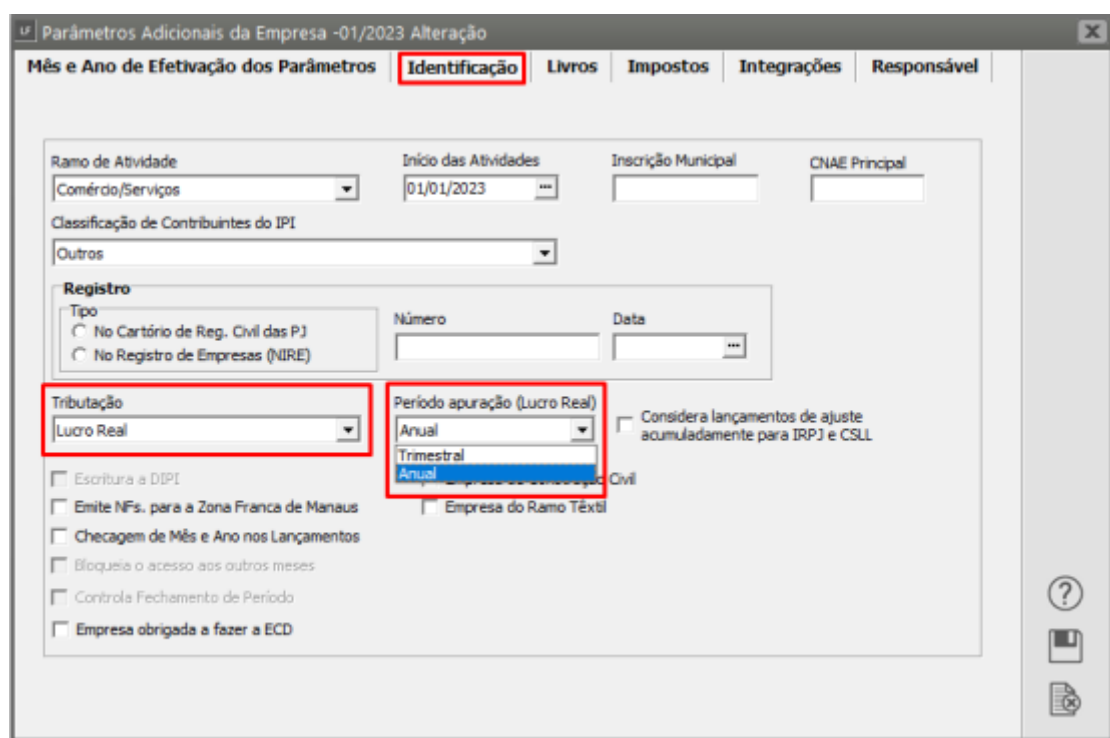 LF Parâmetros Adicionais da Empresa -01/2023 Alteração
Mês e Ano de Efetivação dos Parâmetros Identificação Livros Impostos Integrações Responsável
Ramo de Atividade Início das Atividades Inscrição Municipal CNAE Principal
Comércio/Serviços 01/01/2023 ...
Classificação de Contribuintes do IPI
Outros
Registro
Tipo
No Cartório de Reg. Civil das PJ Número Data
No Registro de Empresas (NIRE) ...
Tributação Período apuração (Lucro Real)
Lucro Real Anual
Considera lançamentos de ajuste
acumuladamente para IRPJ e CSLL
Trimestral
Anual
Escritura a DIPI Civil
Emite NFs. para a Zona Franca de Manaus Empresa do Ramo Têxtil
Checagem de Mês e Ano nos Lançamentos
Bloqueia o acesso aos outros meses
Controla Fechamento de Período
Empresa obrigada a fazer a ECD
?